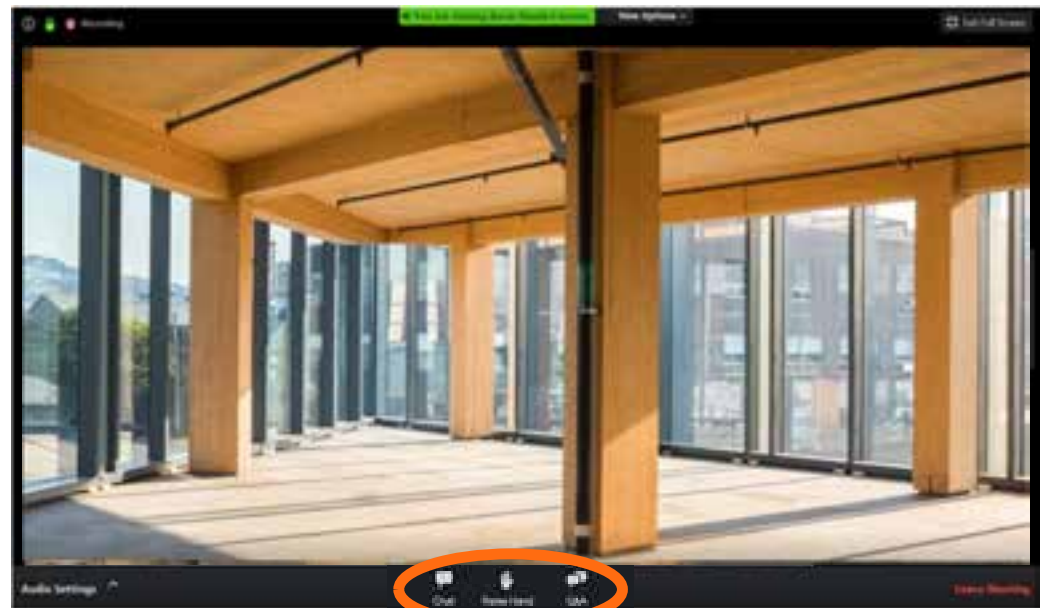 Recording
View Options
Exit Full Screen
Audio Settings
Chat
Raise Hand
Q&A
Leave Meeting